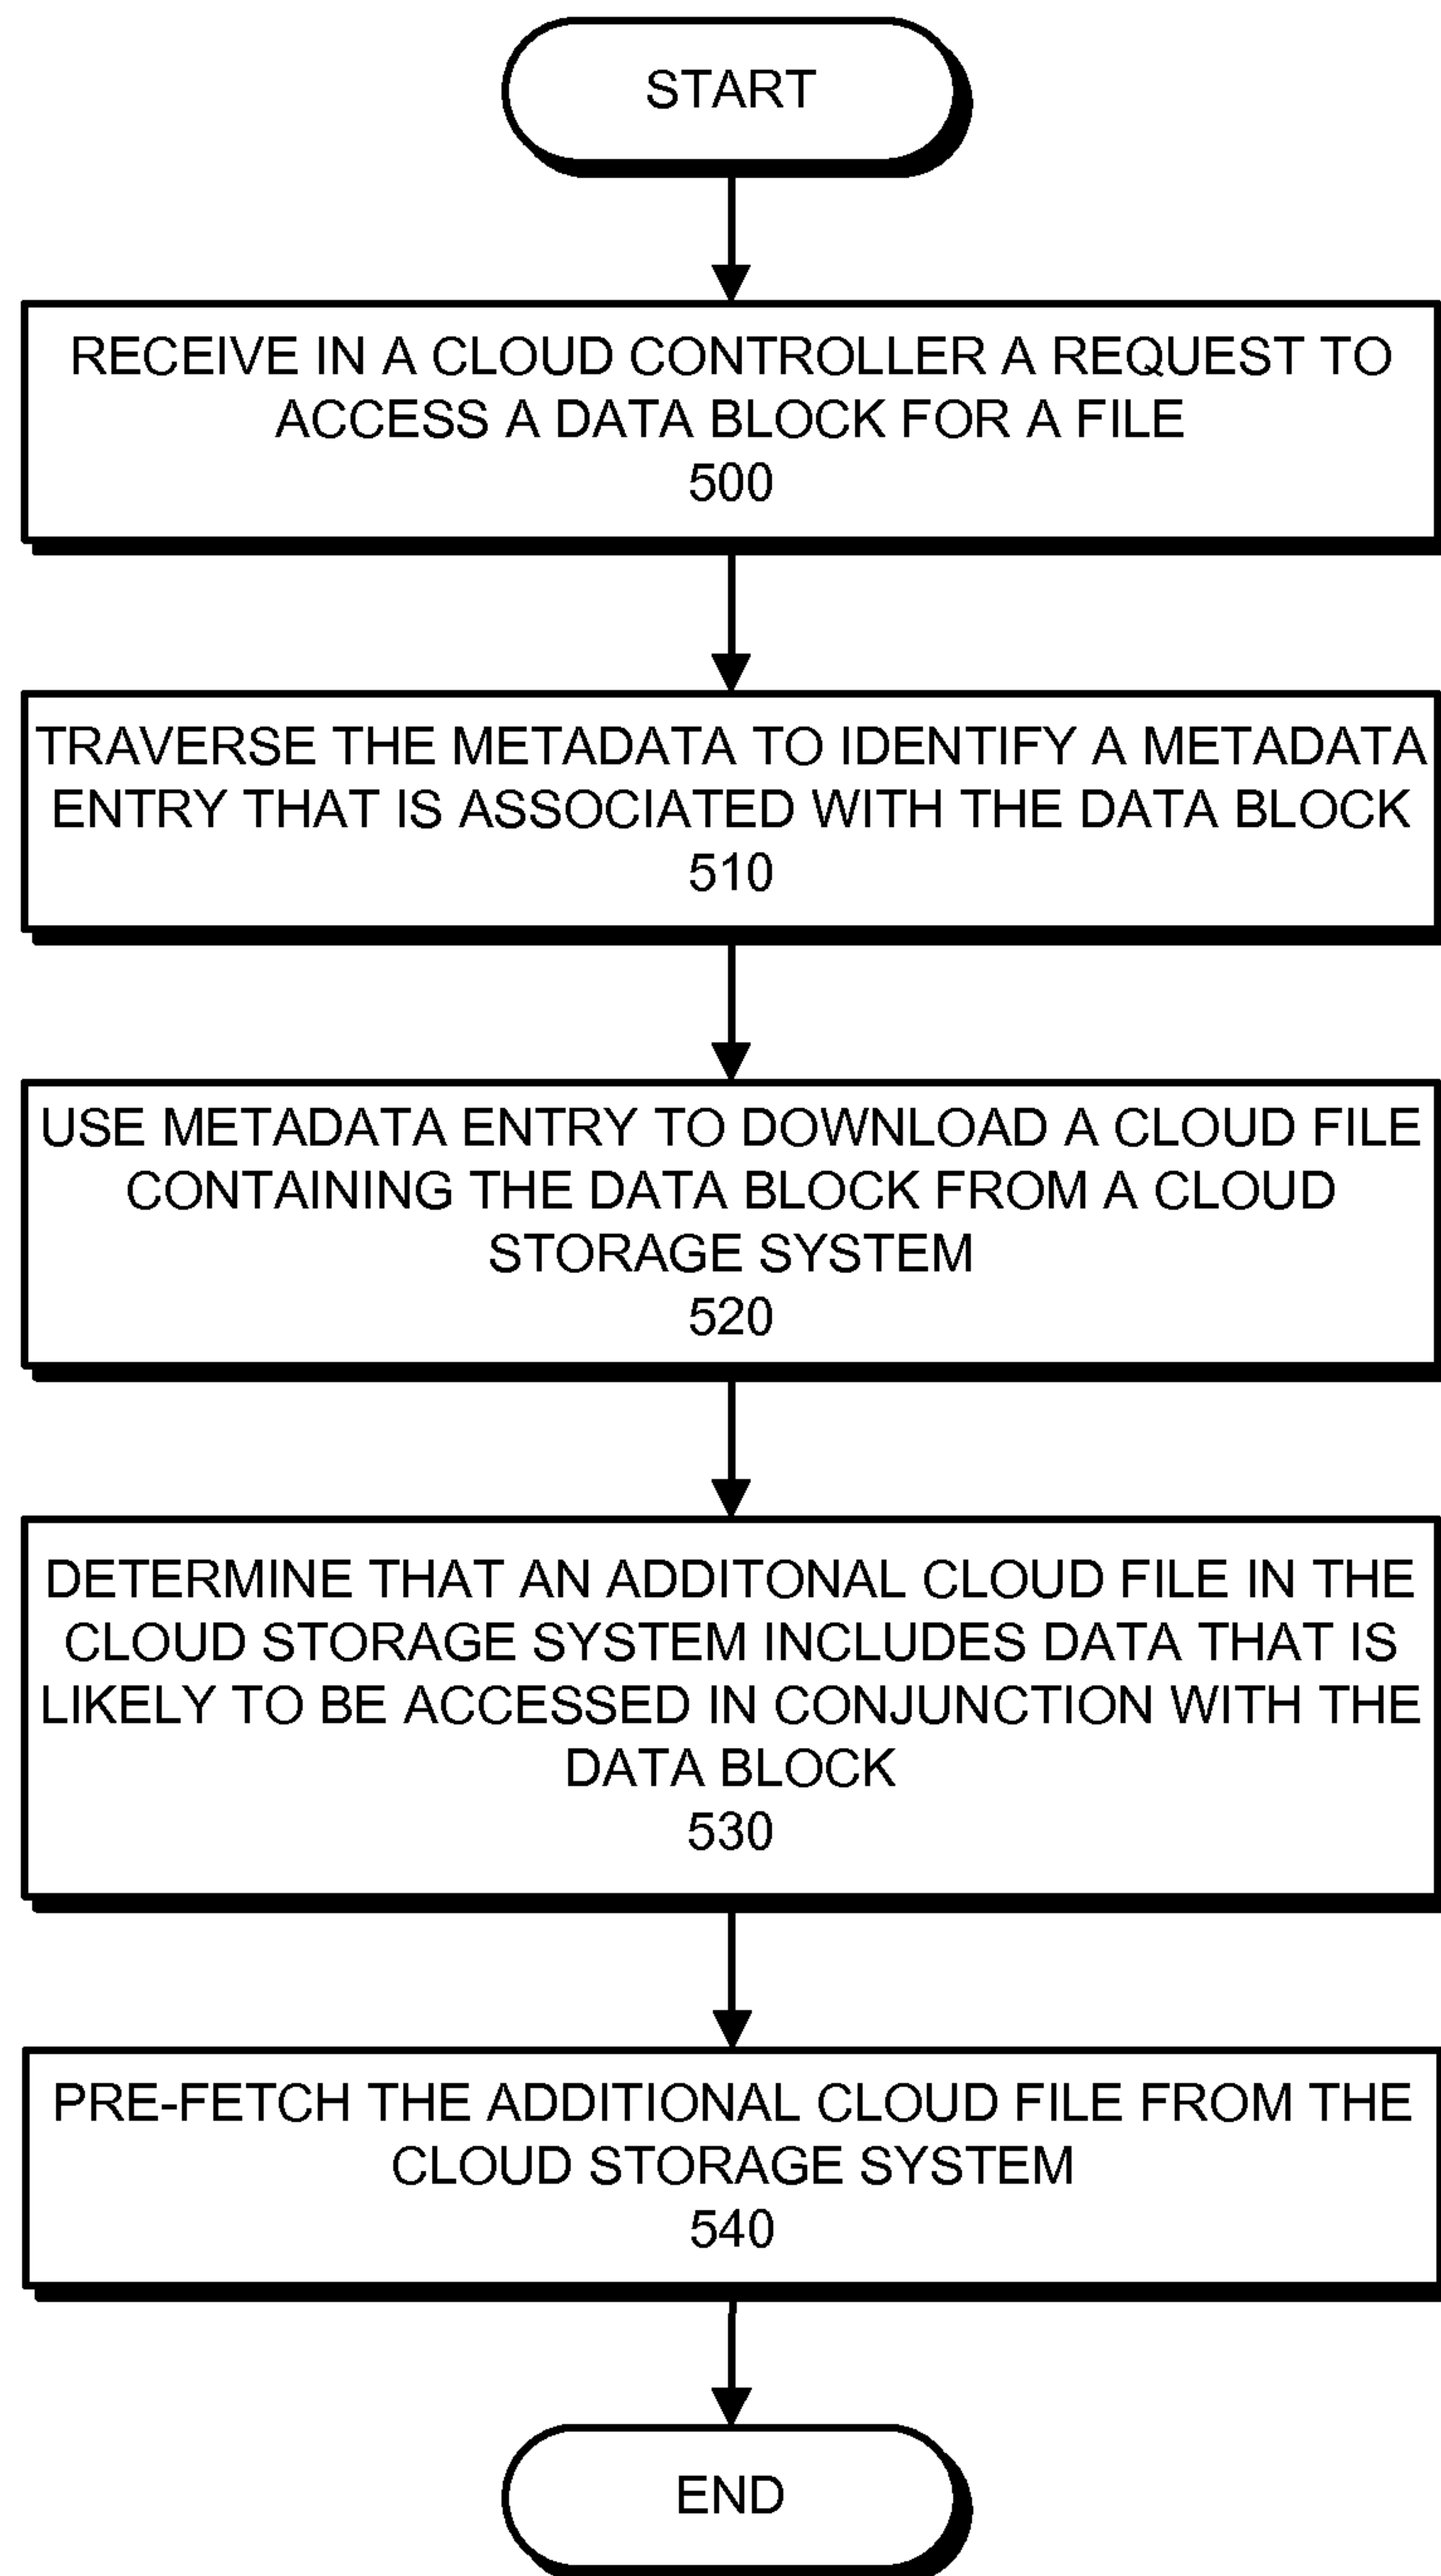 START
RECEIVE IN A CLOUD CONTROLLER A REQUEST TO
ACCESS A DATA BLOCK FOR A FILE
500
TRAVERSE THE METADATA TO IDENTIFY A METADATA
ENTRY THAT IS ASSOCIATED WITH THE DATA BLOCK
510
USE METADATA ENTRY TO DOWNLOAD A CLOUD FILE
CONTAINING THE DATA BLOCK FROM A CLOUD
STORAGE SYSTEM
520
DETERMINE THAT AN ADDITONAL CLOUD FILE IN THE
CLOUD STORAGE SYSTEM INCLUDES DATA THAT IS
LIKELY TO BE ACCESSED IN CONJUNCTION WITH THE
DATA BLOCK
530
PRE-FETCH THE ADDITIONAL CLOUD FILE FROM THE
CLOUD STORAGE SYSTEM
540
END